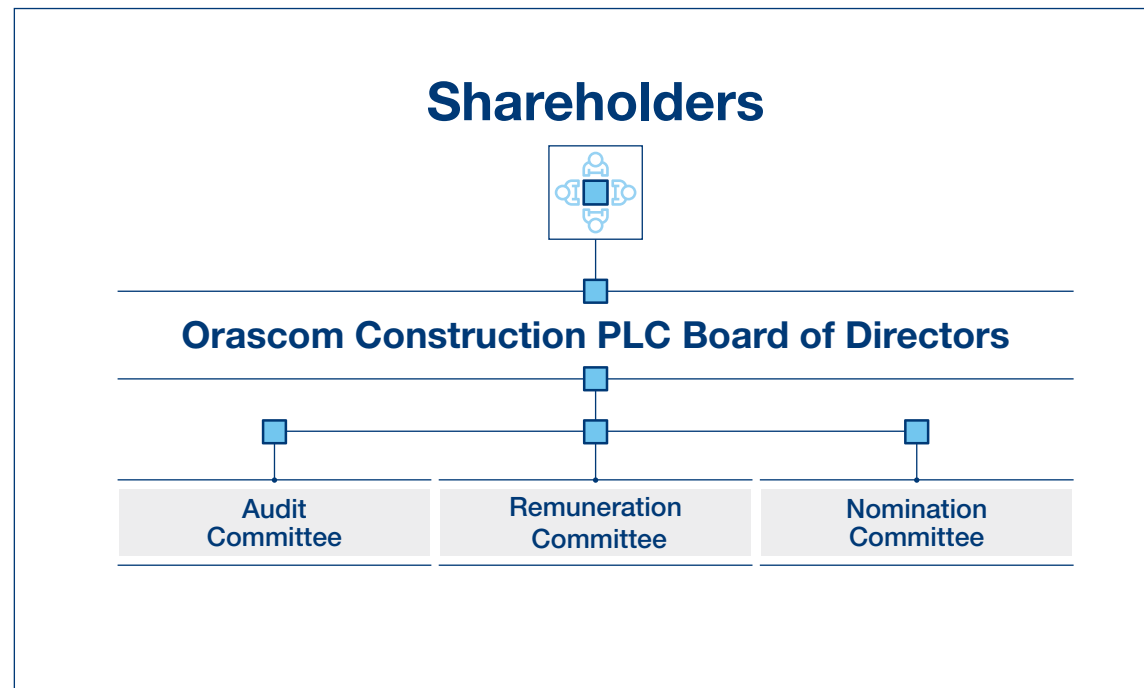 Shareholders
Orascom Construction PLC Board of Directors
Audit
Committee
Remuneration
Committee
Nomination
Committee